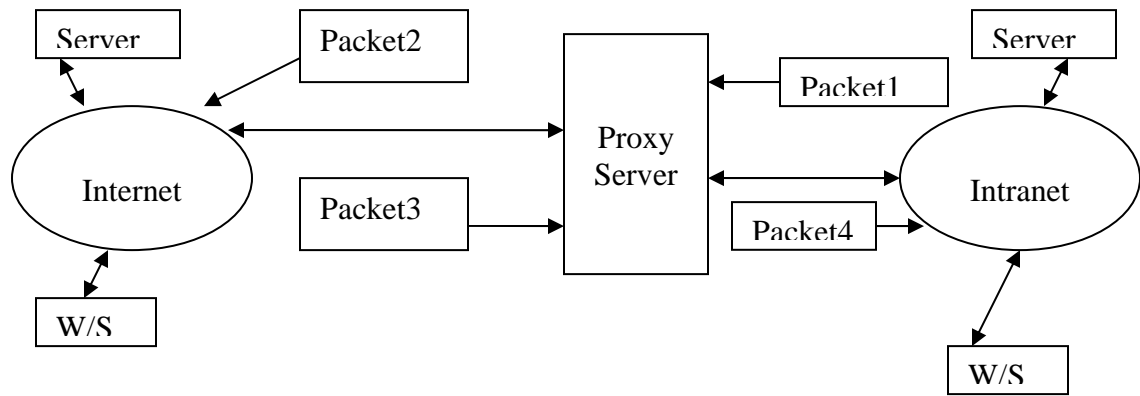 Server
Packet2
Server
Packet1
Proxy
Server
Internet
Intranet
Packet3
Packet4
W/S
W/S